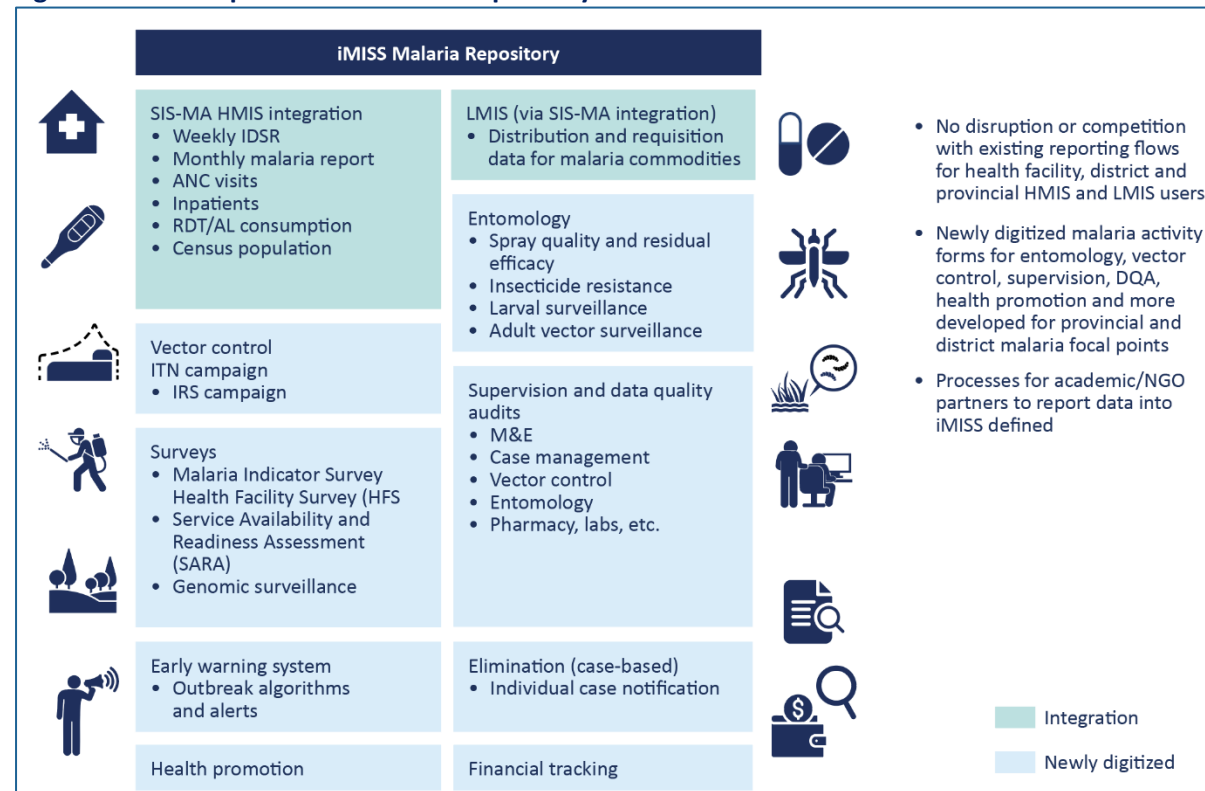 iMISS Malaria Repository
SIS-MA HMIS integration
• Weekly IDSR
• Monthly malaria report
• ANC visits
• Inpatients
• RDT/AL consumption
• Census population
Vector control
ITN campaign
• IRS campaign
Surveys
• Malaria Indicator Survey
Health Facility Survey (HFS
• Service Availability and
Readiness Assessment
(SARA)
• Genomic surveillance
Early warning system
• Outbreak algorithms
and alerts
Health promotion
LMIS (via SIS-MA integration)
• Distribution and requisition
data for malaria commodities
Entomology
• Spray quality and residual
efficacy
• Insecticide resistance
• Larval surveillance
• Adult vector surveillance
Supervision and data quality
audits
• M&E
• Case management
• Vector control
• Entomology
• Pharmacy, labs, etc.
Elimination (case-based)
• Individual case notification
Financial tracking
$
• No disruption or competition
with existing reporting flows
for health facility, district and
provincial HMIS and LMIS users
• Newly digitized malaria activity
forms for entomology, vector
control, supervision, DQA,
health promotion and more
developed for provincial and
district malaria focal points
• Processes for academic/NGO
partners to report data into
iMISS defined
Integration
Newly digitized